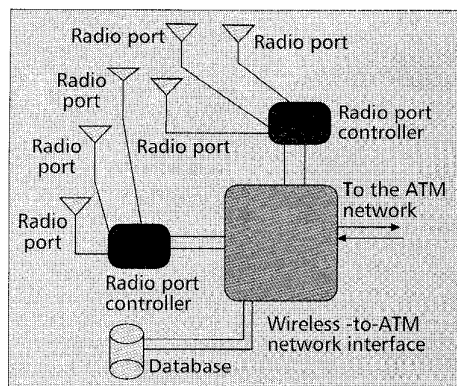 Radio port
Radio port
Radio
port
Radio port
controller
Radio
port
Radio port
To the ATM
network
Radio
port
Radio port
controller
Wireless -to-ATM
network interface
Database